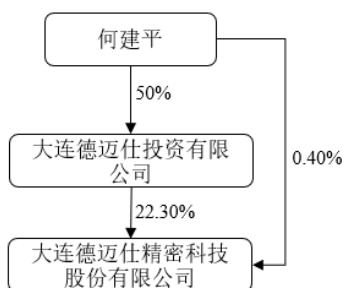 何建平
50%
大连德迈仕投资有限
公司
0.40%
22.30%
大连德迈仕精密科技
股份有限公司